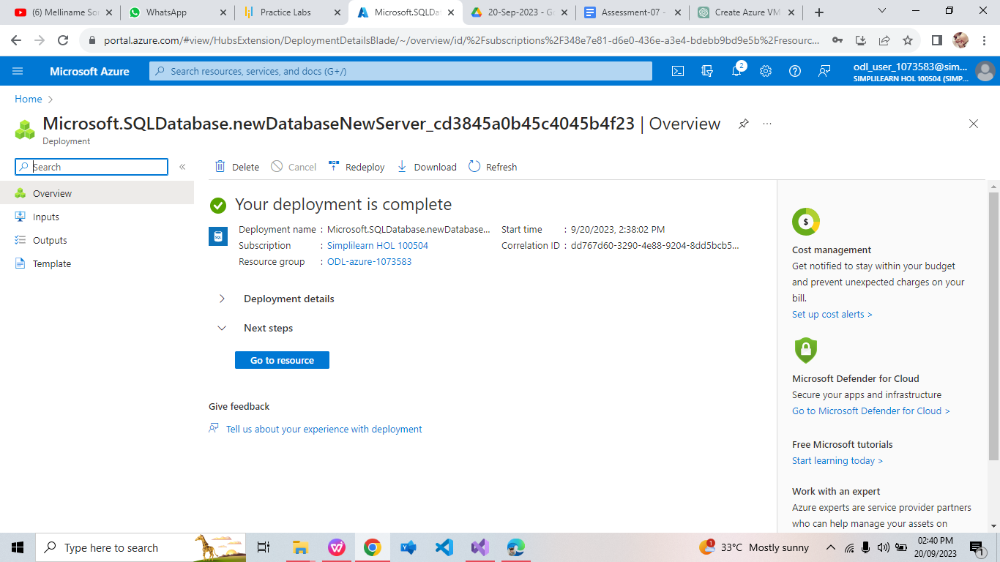 (6) Melliname So
WhatsApp
Practice Labs
Microsoft.SQLData
20-Sep-2023 - G
Assessment-07 -
Create Azure VM
portal.azure.com/#view/HubsExtension/DeploymentDetailsBlade/~/overview/id/%2Fsubscriptions%2F348e7e81-d6e0-436e-a3e4-bdebb9bd9e5b%2Fresourc...
Microsoft Azure
Search resources, services, and docs (G+/)
2
odl_user_1073583@sim...
SIMPLILEARN HOL 100504 (SIMP...
Home
Microsoft.SQLDatabase.newDatabaseNewServer_cd3845a0b45c4045b4f23 | Overview
Deployment
Search
Delete
Cancel
Redeploy
Download
Refresh
Overview
Inputs
Outputs
Template
Your deployment is complete
SQL
Deployment name : Microsoft.SQLDatabase.newDatabase...
Subscription : Simplilearn HOL 100504
Resource group : ODL-azure-1073583
Start time : 9/20/2023, 2:38:02 PM
Correlation ID : dd767d60-3290-4e88-9204-8dd5bcb5...
Deployment details
Next steps
Go to resource
Give feedback
Tell us about your experience with deployment
$
Cost management
Get notified to stay within your budget
and prevent unexpected charges on your
bill.
Set up cost alerts >
Microsoft Defender for Cloud
Secure your apps and infrastructure
Go to Microsoft Defender for Cloud >
Free Microsoft tutorials
Start learning today >
Work with an expert
Azure experts are service provider partners
who can help manage your assets on
Type here to search
1
33°C Mostly sunny
02:40 PM
20/09/2023
1